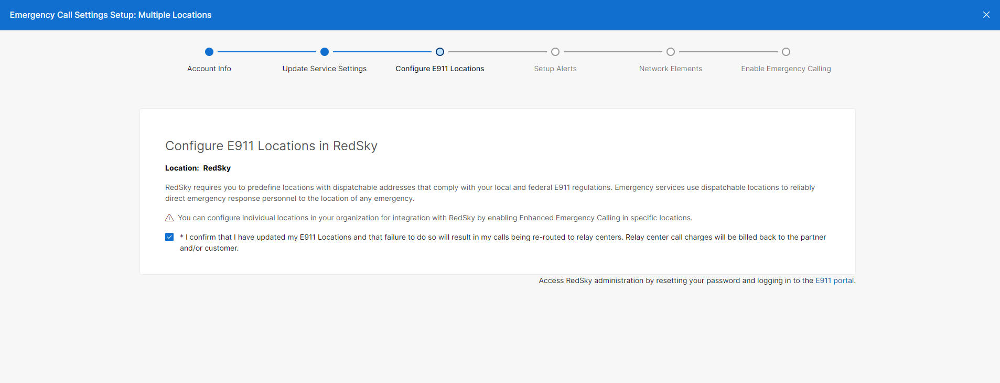 Emergency Call Settings Setup: Multiple Locations
Account Info
Update Service Settings
Configure E911 Locations
Setup Alerts
Network Elements
Enable Emergency Calling
Configure E911 Locations in RedSky
Location: RedSky
RedSky requires you to predefine locations with dispatchable addresses that comply with your local and federal E911 regulations. Emergency services use dispatchable locations to reliably
direct emergency response personnel to the location of any emergency.
You can configure individual locations in your organization for integration with RedSky by enabling Enhanced Emergency Calling in specific locations.
* I confirm that I have updated my E911 Locations and that failure to do so will result in my calls being re-routed to relay centers. Relay center call charges will be billed back to the partner
and/or customer.
Access RedSky administration by resetting your password and logging in to the E911 portal.